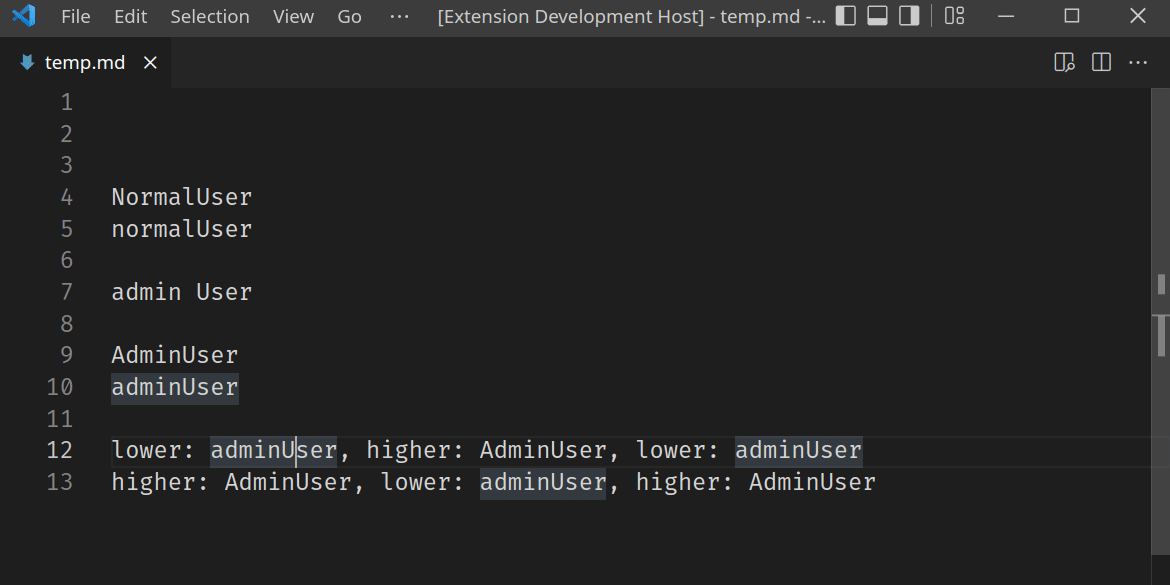 File Edit Selection View Go ··· [Extension Development Host] - temp.md -...
temp.md
1
2
3
4 NormalUser
5 normalUser
6
7 admin User
8
9 AdminUser
10 adminUser
11
12 lower: adminUser, higher: AdminUser, lower: adminUser
13 higher: AdminUser, lower: adminUser, higher: AdminUser